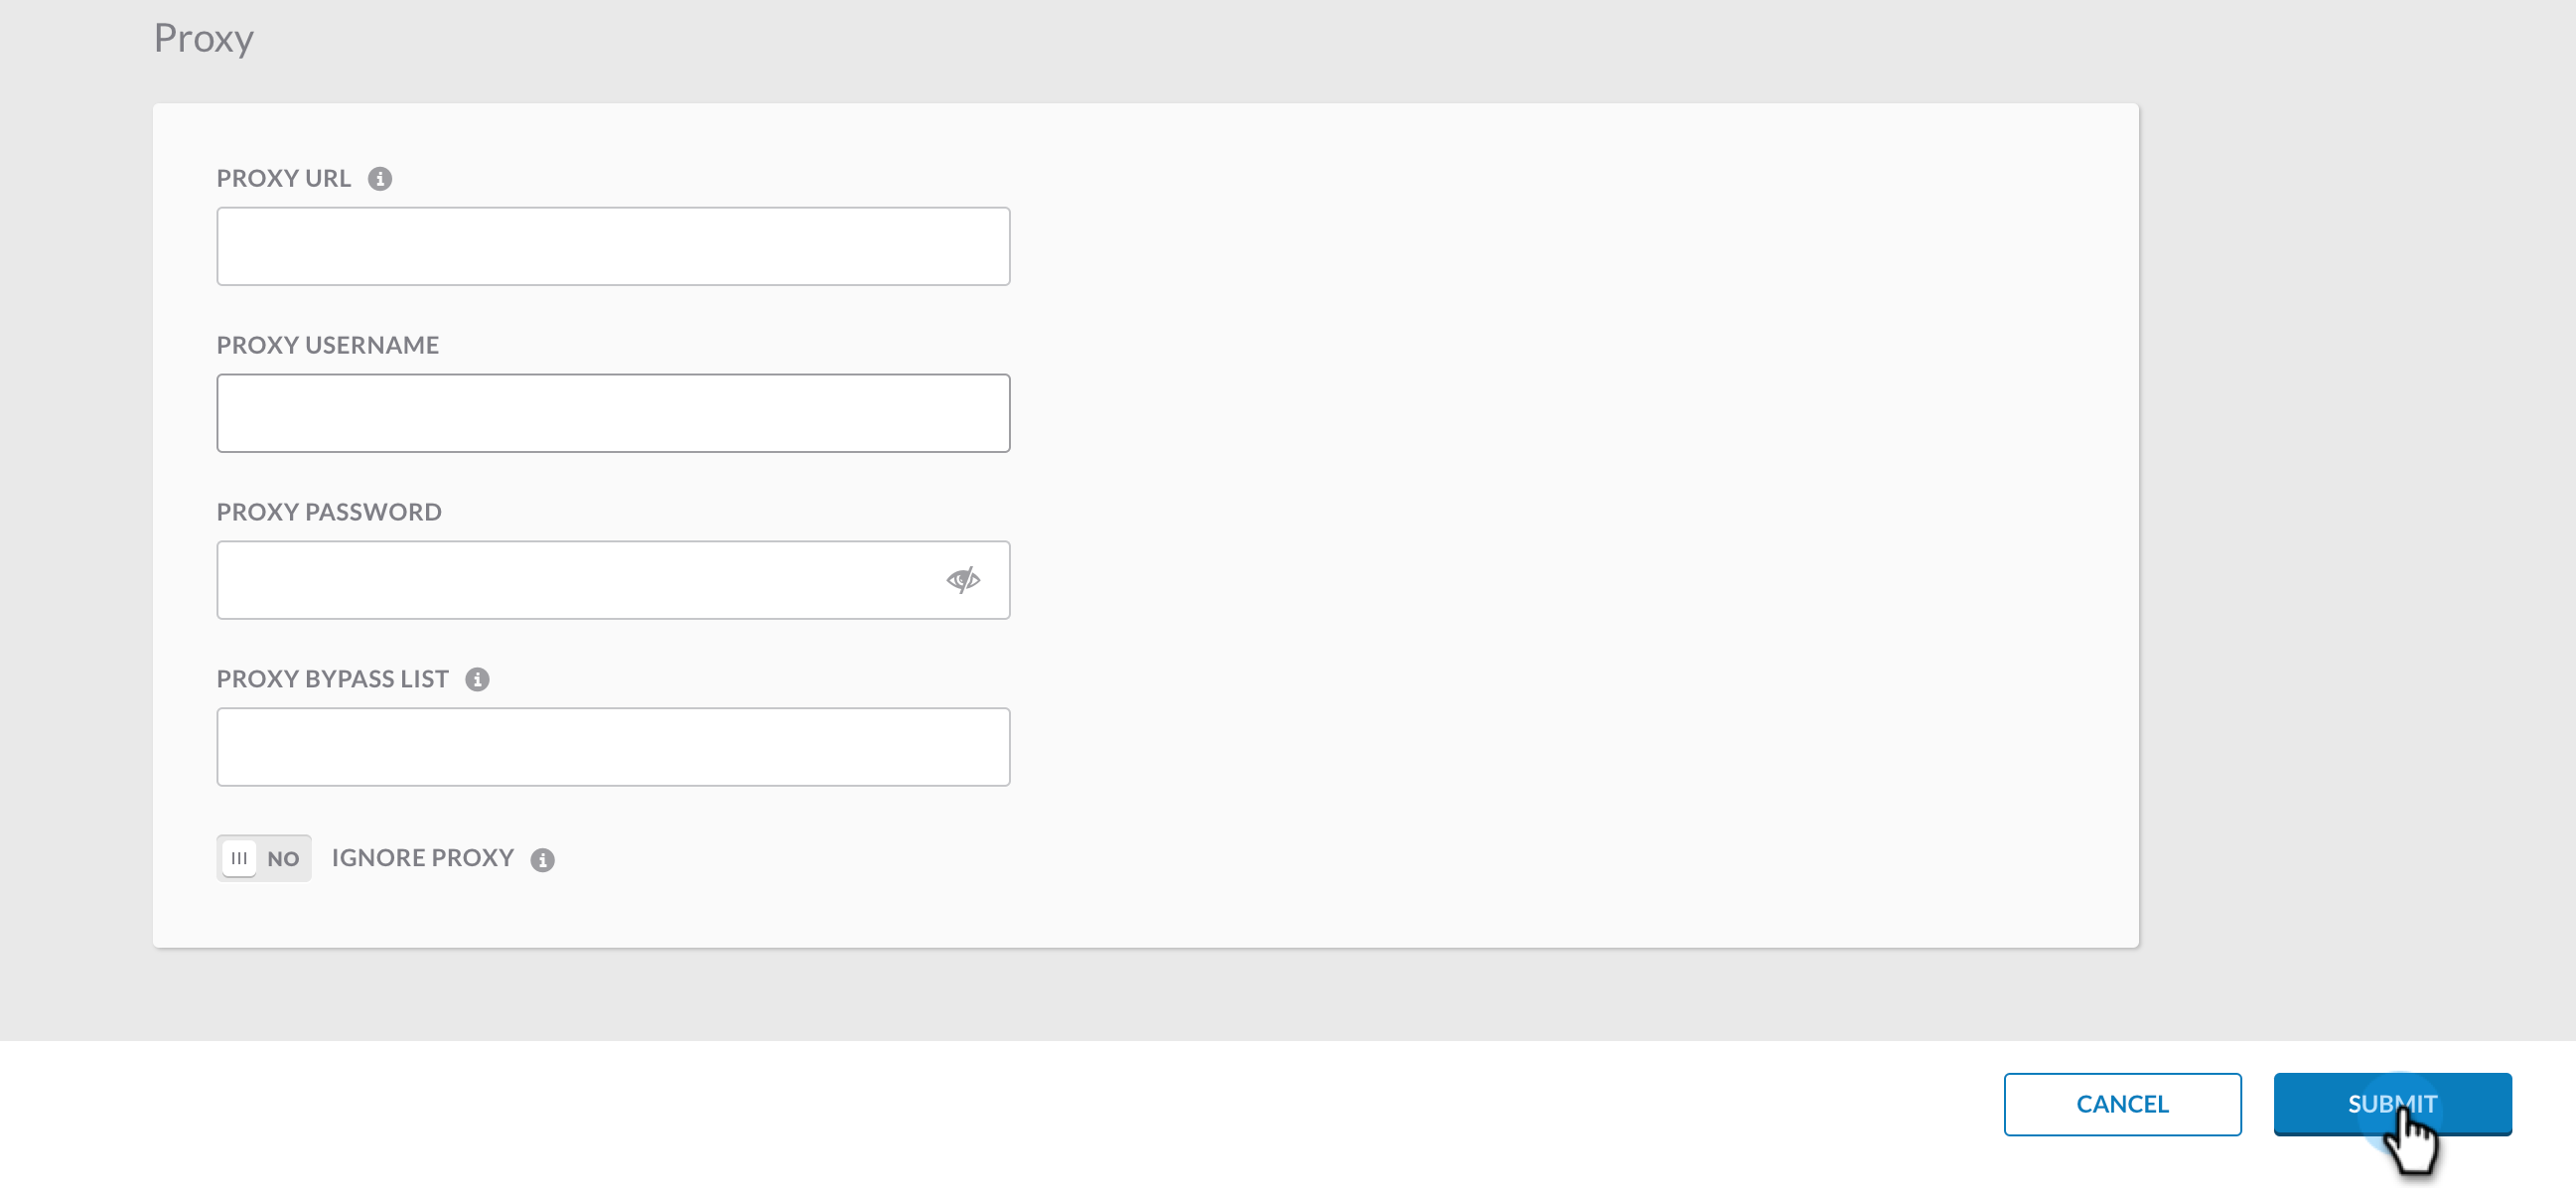 Proxy
PROXY URL
PROXY USERNAME
PROXY PASSWORD
PROXY BYPASS LIST
NO IGNORE PROXY
CANCEL SUBMIT